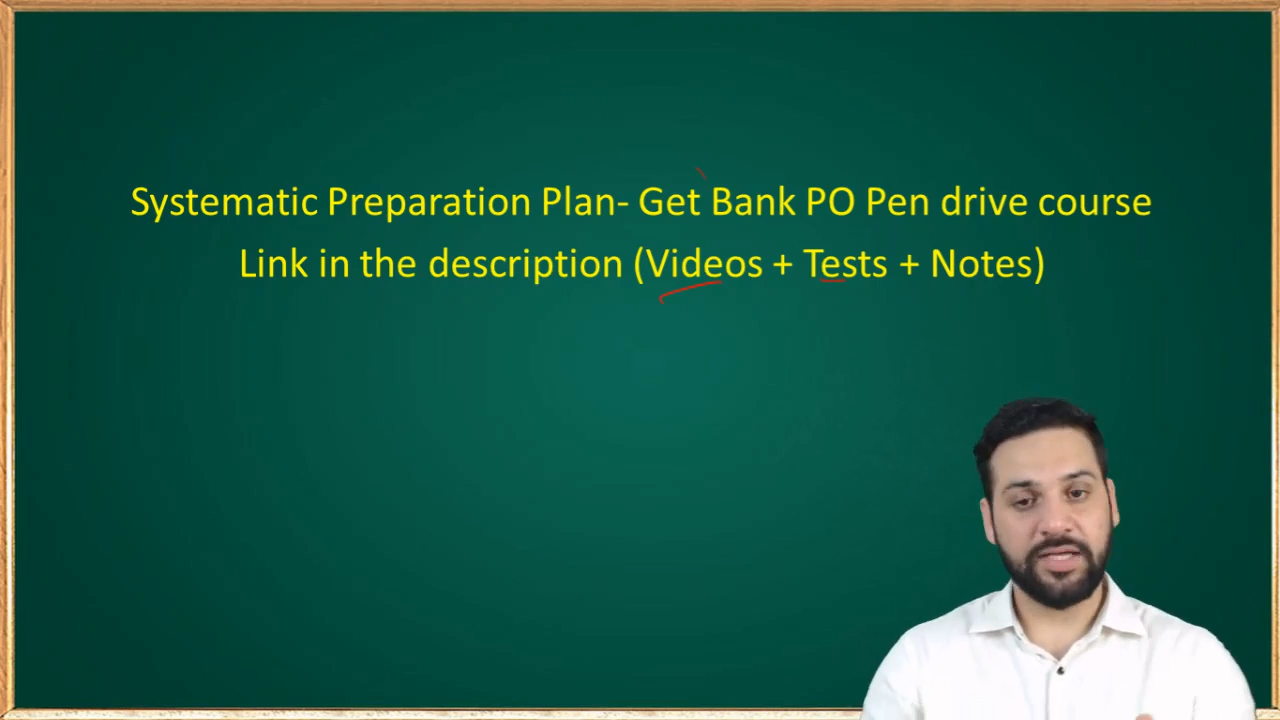 Systematic Preparation Plan- Get Bank PO Pen drive course
Link in the description (Videos + Tests + Notes)